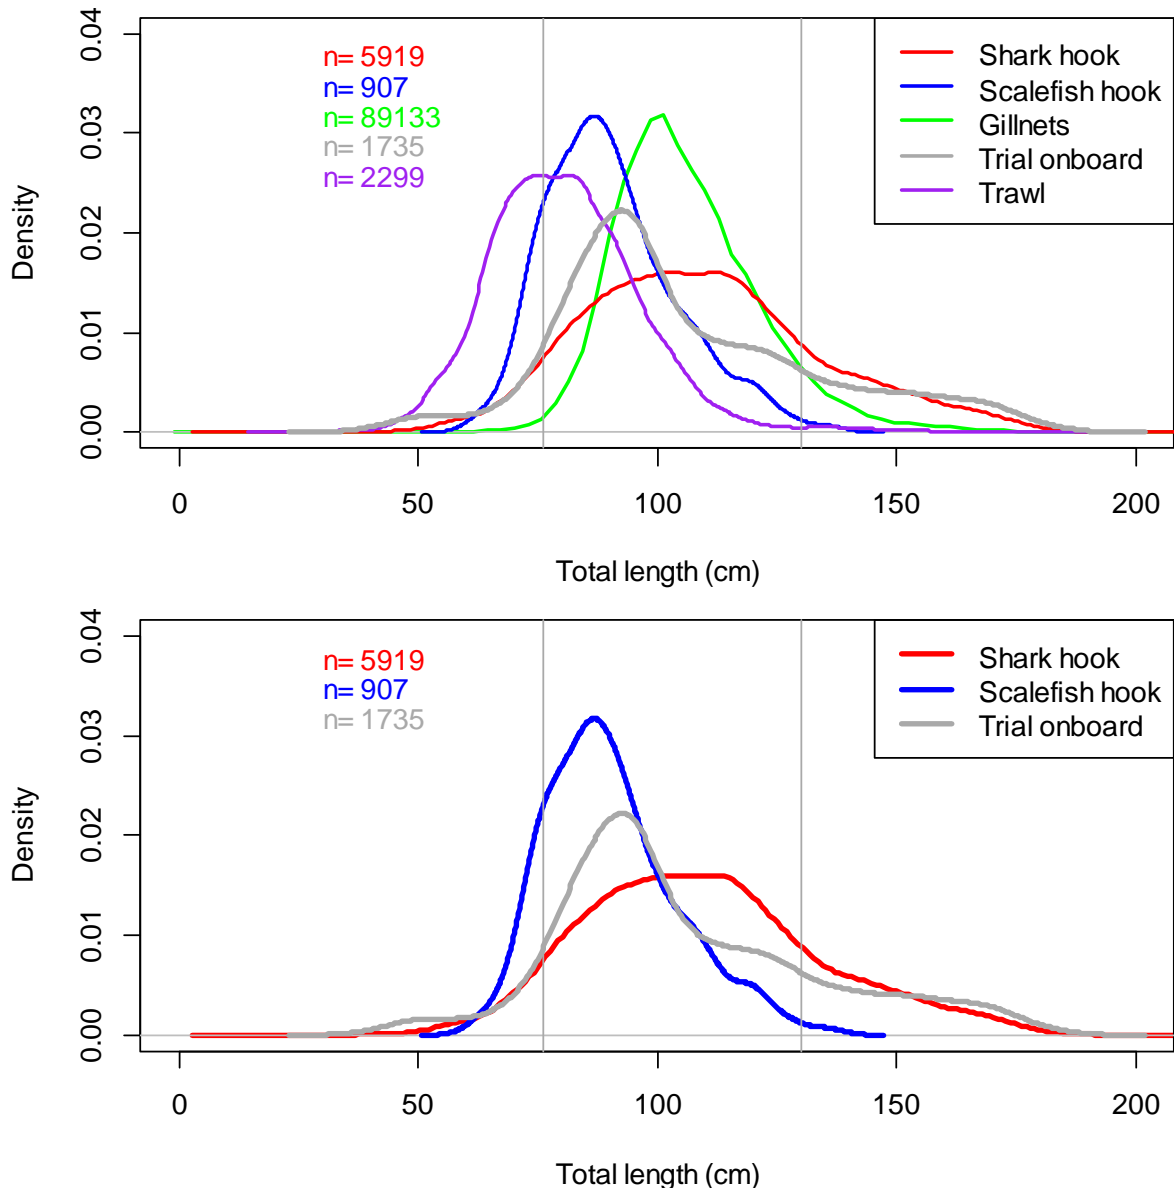 0.04
0.03
0.02
0.01
0.00
Density
n= 5919
n= 907
n= 89133
n= 1735
n= 2299
Shark hook
Scalefish hook
Gillnets
Trial onboard
Trawl
0 50 100 150 200
Total length (cm)
0.04
0.03
0.02
0.01
0.00
Density
n= 5919
n= 907
n= 1735
Shark hook
Scalefish hook
Trial onboard
0 50 100 150 200
Total length (cm)